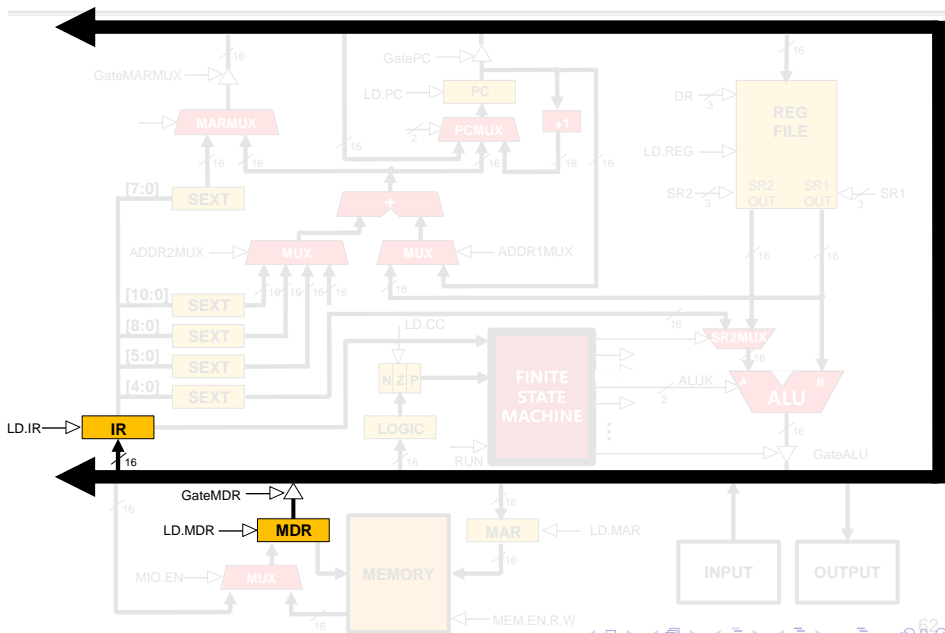 16
16
GateMARMUX
GatePC
LD.PC
PC
DR
3
REG
FILE
MARMUX
2
PCMUX
+1
LD.REG
16
16
16
16
16
16
[7:0]
SEXT
SR2
3
SR2
OUT
SR1
OUT
3
SR1
+
ADDR2MUX
MUX
MUX
ADDR1MUX
16
16
16
16
16
16
16
16
[10:0]
SEXT
[8:0]
SEXT
LD.CC
16
SR2MUX
[5:0]
SEXT
16
[4:0]
SEXT
N Z P
FINITE
STATE
MACHINE
ALUK
2
A
B
ALU
LD.IR
IR
LOGIC
16
16
RUN
GateALU
GateMDR
16
16
LD.MDR
MDR
MAR
LD.MAR
16
MIO.EN
MUX
MEMORY
INPUT
OUTPUT
16
MEM.EN,R,W
62